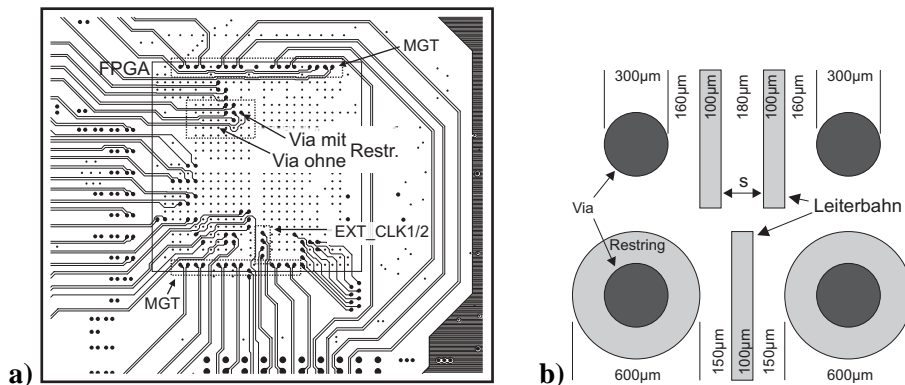 MGT
FPGA
Via mit
Via ohne
Restr.
EXT_CLK1/2
MGT
a)
300µm
160µm
100µm
180µm
100µm
160µm
300µm
s
Via
Leiterbahn
Restring
150µm
100µm
150µm
600µm
600µm
b)